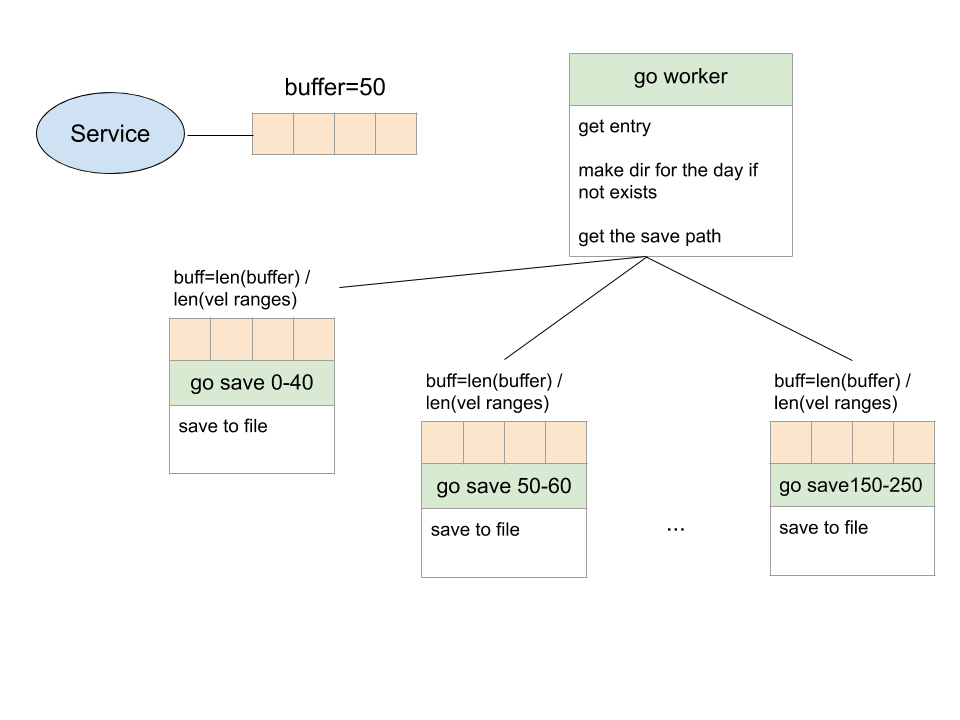 buffer=50
Service
go worker
get entry
make dir for the day if
not exists
get the save path
buff=len(buffer) /
len(vel ranges)
go save 0-40
save to file
buff=len(buffer) /
len(vel ranges)
go save 50-60
save to file
...
buff=len(buffer) /
len(vel ranges)
go save150-250
save to file